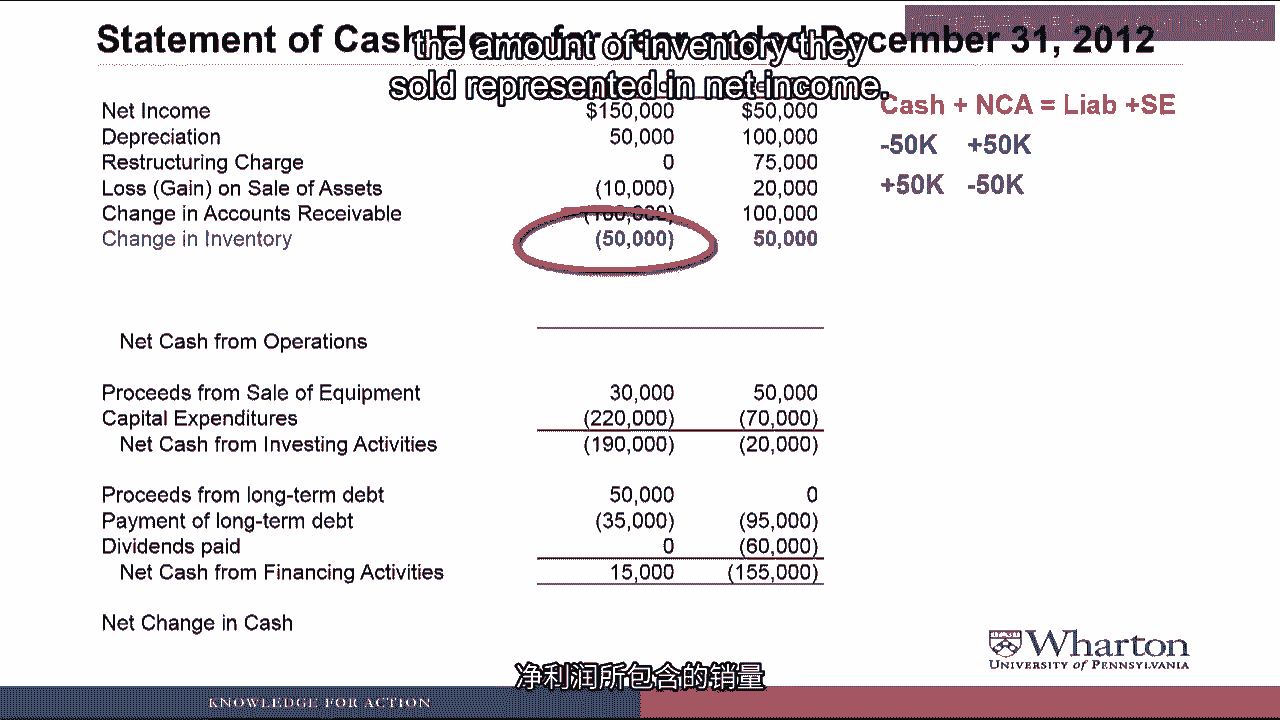 Statement of Cash Flows for year ended December 31, 2012
the amount of inventory they
sold represented in net income.
Net Income $150,000 $50,000
Depreciation 50,000 100,000
Restructuring Charge 0 75,000
Loss (Gain) on Sale of Assets (10,000) 20,000
Change in Accounts Receivable (100,000) 100,000
Change in Inventory (50,000) 50,000
Net Cash from Operations
Proceeds from Sale of Equipment 30,000 50,000
Capital Expenditures (220,000) (70,000)
Net Cash from Investing Activities (190,000) (20,000)
Proceeds from long-term debt 50,000 0
Payment of long-term debt (35,000) (95,000)
Dividends paid 0 (60,000)
Net Cash from Financing Activities 15,000 (155,000)
Net Change in Cash
Cash + NCA = Liab +SE
-50K +50K
+50K -50K
Wharton
UNIVERSITY of PENNSYLVANIA
净利润所包含的销量
KNOWLEDGE FOR ACTION